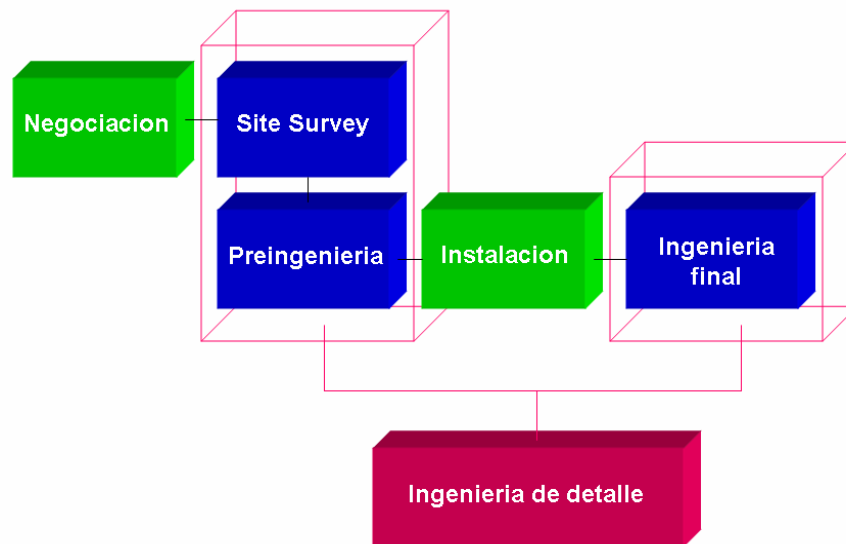 Negociacion
Site Survey
Preingenieria
Instalacion
Ingenieria
final
Ingenieria de detalle